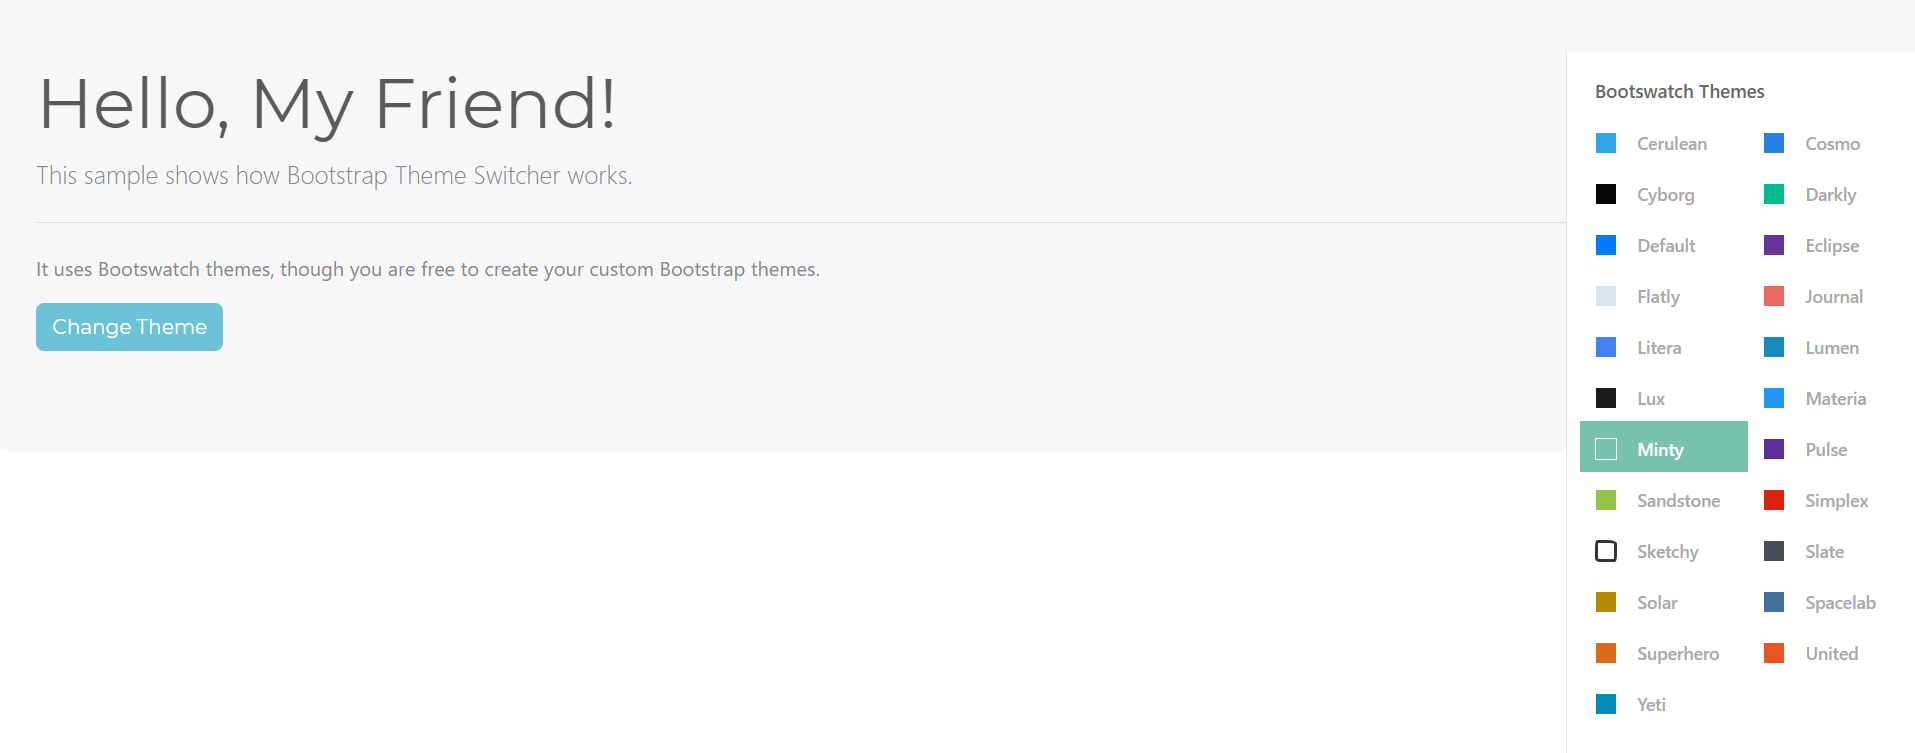 Hello, My Friend!
This sample shows how Bootstrap Theme Switcher works.
It uses Bootswatch themes, though you are free to create your custom Bootstrap themes.
Change Theme
Bootswatch Themes
Cerulean Cosmo
Cyborg Darkly
Default Eclipse
Flatly Journal
Litera Lumen
Lux Materia
Minty Pulse
Sandstone Simplex
Sketchy Slate
Solar Spacelab
Superhero United
Yeti